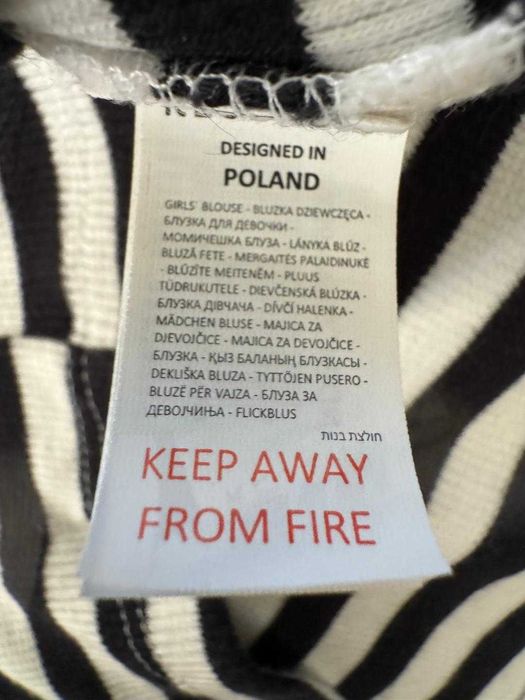 DESIGNED IN
POLAND
GIRLS' BLOUSE - BLUZKA DZIEWCZĘCA -
БЛУЗКА ДЛЯ ДЕВОЧКИ -
МОМИЧЕШКА БЛУЗА - LÁNYKA BLÚZ -
BLUZĂ FETE - MERGAITĖS PALAIDINUKĖ
- BLŪZĪTE MEITENĒM - PLUUS
TÜDRUKUTELE - DIEVČENSKÁ BLÚZKA -
БЛУЗКА ДІВЧАЧА - DÍVČÍ HALENKA -
MÄDCHEN BLUSE - MAJICA ZA
DJEVOJČICE - MAJICA ZA DEVOJČICE -
БЛУЗКА - ҚЫЗ БАЛАНЫҢ БЛУЗКАСЫ -
DEKLIŠKA BLUZA - TYTTÖJEN PUSERO -
BLUZË PËR VAJZA - БЛУЗА ЗА
ДЕВОЈЧИЊА - FLICKBLUS
חולצת בנות
KEEP AWAY
FROM FIRE